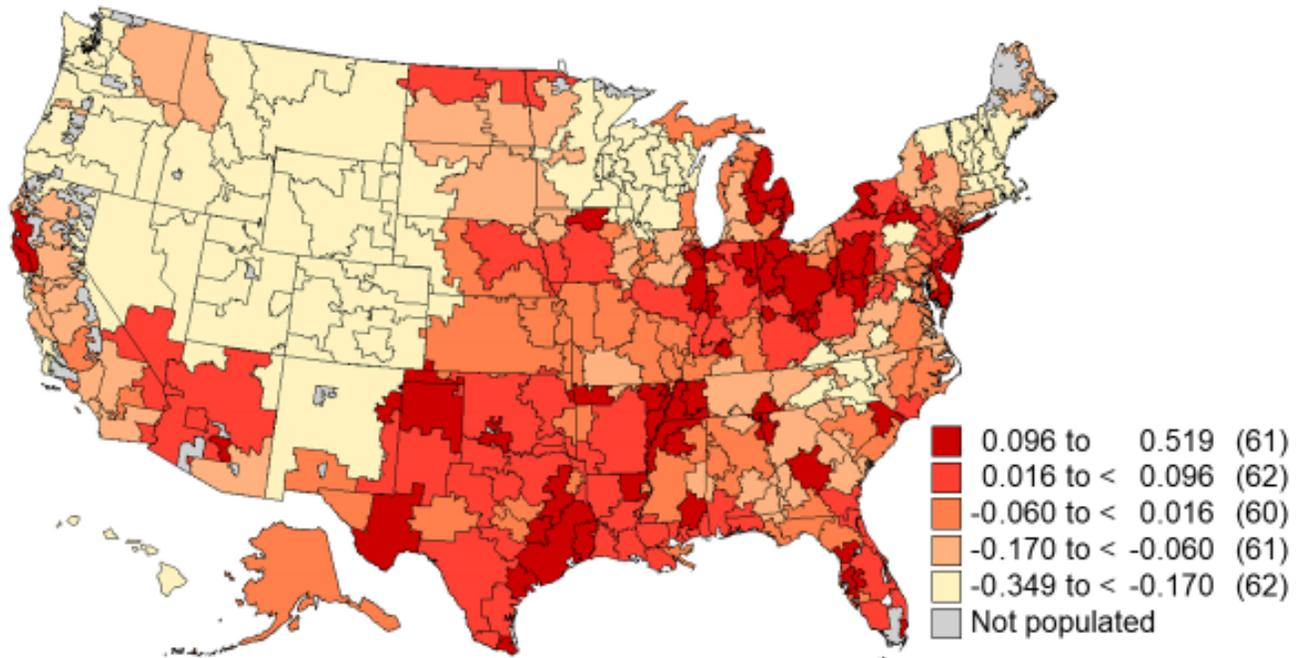 0.096 to 0.519 (61)
0.016 to < 0.096 (62)
-0.060 to < 0.016 (60)
-0.170 to < -0.060 (61)
-0.349 to < -0.170 (62)
Not populated